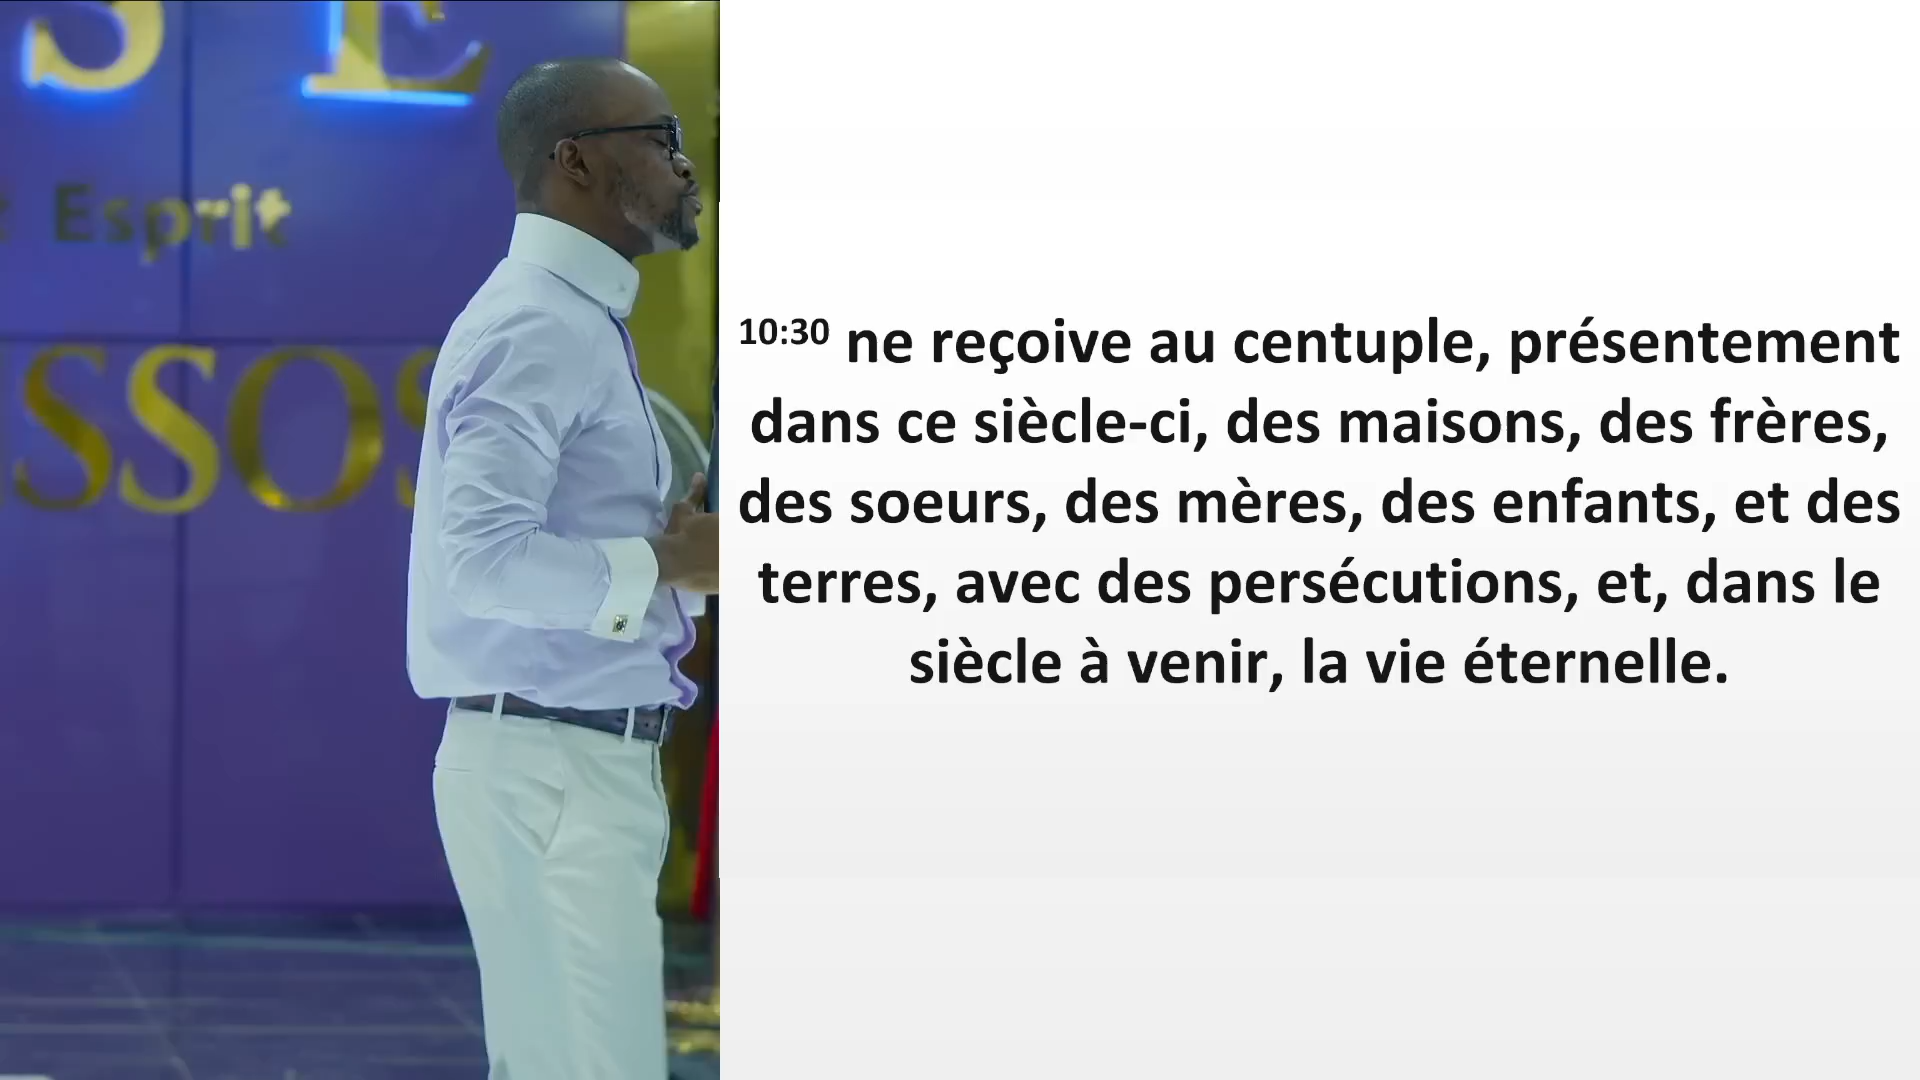 S E
Esprit
SSOS
10:30 ne reçoive au centuple, présentement
dans ce siècle-ci, des maisons, des frères,
des soeurs, des mères, des enfants, et des
terres, avec des persécutions, et, dans le
siècle à venir, la vie éternelle.